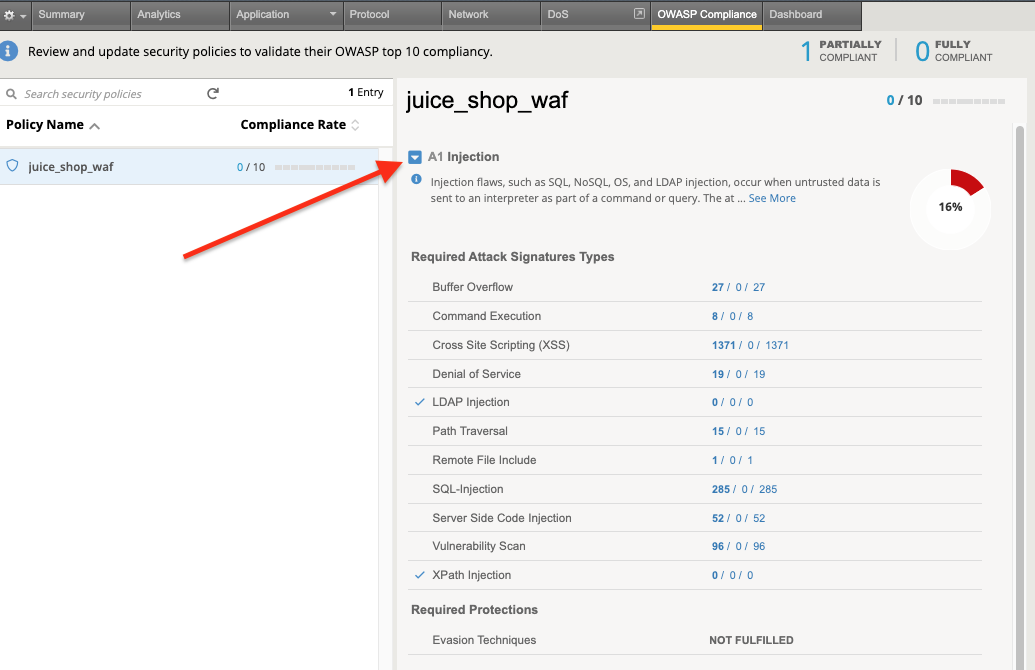 Summary Analytics Application Protocol Network DoS OWASP Compliance Dashboard
Review and update security policies to validate their OWASP top 10 compliancy.
1 PARTIALLY COMPLIANT
0 FULLY COMPLIANT
Search security policies
1 Entry
Policy Name Compliance Rate
juice_shop_waf 0 / 10
juice_shop_waf
0 / 10
A1 Injection
Injection flaws, such as SQL, NoSQL, OS, and LDAP injection, occur when untrusted data is
sent to an interpreter as part of a command or query. The at ... See More
16%
Required Attack Signatures Types
Buffer Overflow 27 / 0 / 27
Command Execution 8 / 0 / 8
Cross Site Scripting (XSS) 1371 / 0 / 1371
Denial of Service 19 / 0 / 19
LDAP Injection 0 / 0 / 0
Path Traversal 15 / 0 / 15
Remote File Include 1 / 0 / 1
SQL-Injection 285 / 0 / 285
Server Side Code Injection 52 / 0 / 52
Vulnerability Scan 96 / 0 / 96
XPath Injection 0 / 0 / 0
Required Protections
Evasion Techniques NOT FULFILLED